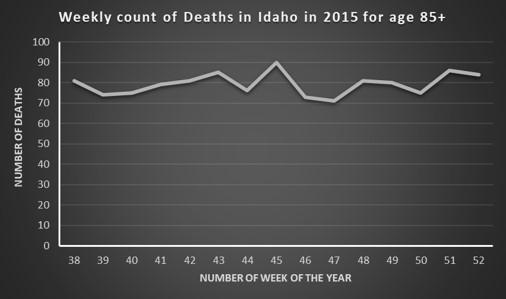 Weekly count of Deaths in Idaho in 2015 for age 85+
100
90
80
70
60
50
40
30
20
10
0
NUMBER OF DEATHS
38 39 40 41 42 43 44 45 46 47 48 49 50 51 52
NUMBER OF WEEK OF THE YEAR